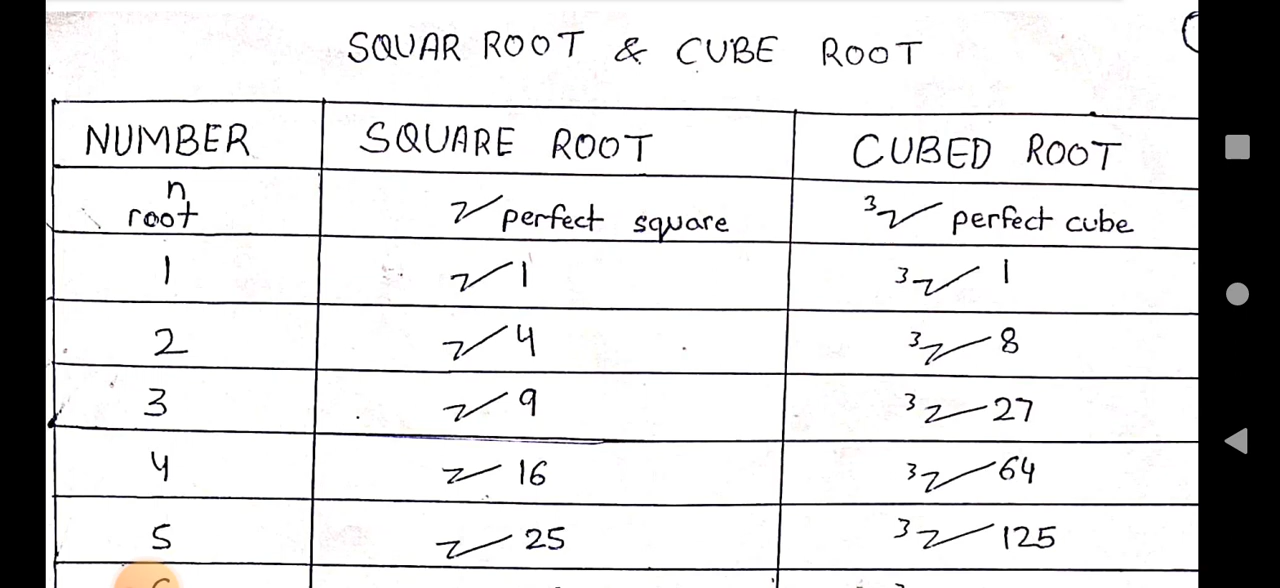 SQUAR ROOT & CUBE ROOT
NUMBER SQUARE ROOT CUBED ROOT
n root √ perfect square ³√ perfect cube
1 √1 ³√1
2 √4 ³√8
3 √9 ³√27
4 √16 ³√64
5 √25 ³√125